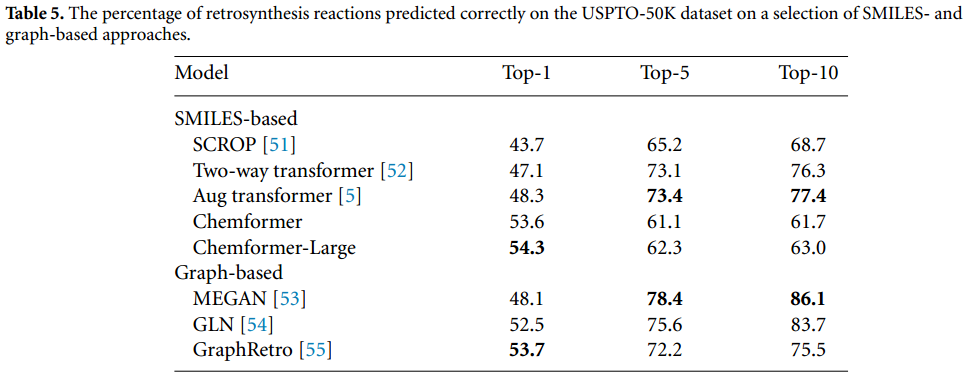 Table 5. The percentage of retrosynthesis reactions predicted correctly on the USPTO-50K dataset on a selection of SMILES- and
graph-based approaches.
Model Top-1 Top-5 Top-10
SMILES-based
SCROP [51] 43.7 65.2 68.7
Two-way transformer [52] 47.1 73.1 76.3
Aug transformer [5] 48.3 73.4 77.4
Chemformer 53.6 61.1 61.7
Chemformer-Large 54.3 62.3 63.0
Graph-based
MEGAN [53] 48.1 78.4 86.1
GLN [54] 52.5 75.6 83.7
GraphRetro [55] 53.7 72.2 75.5